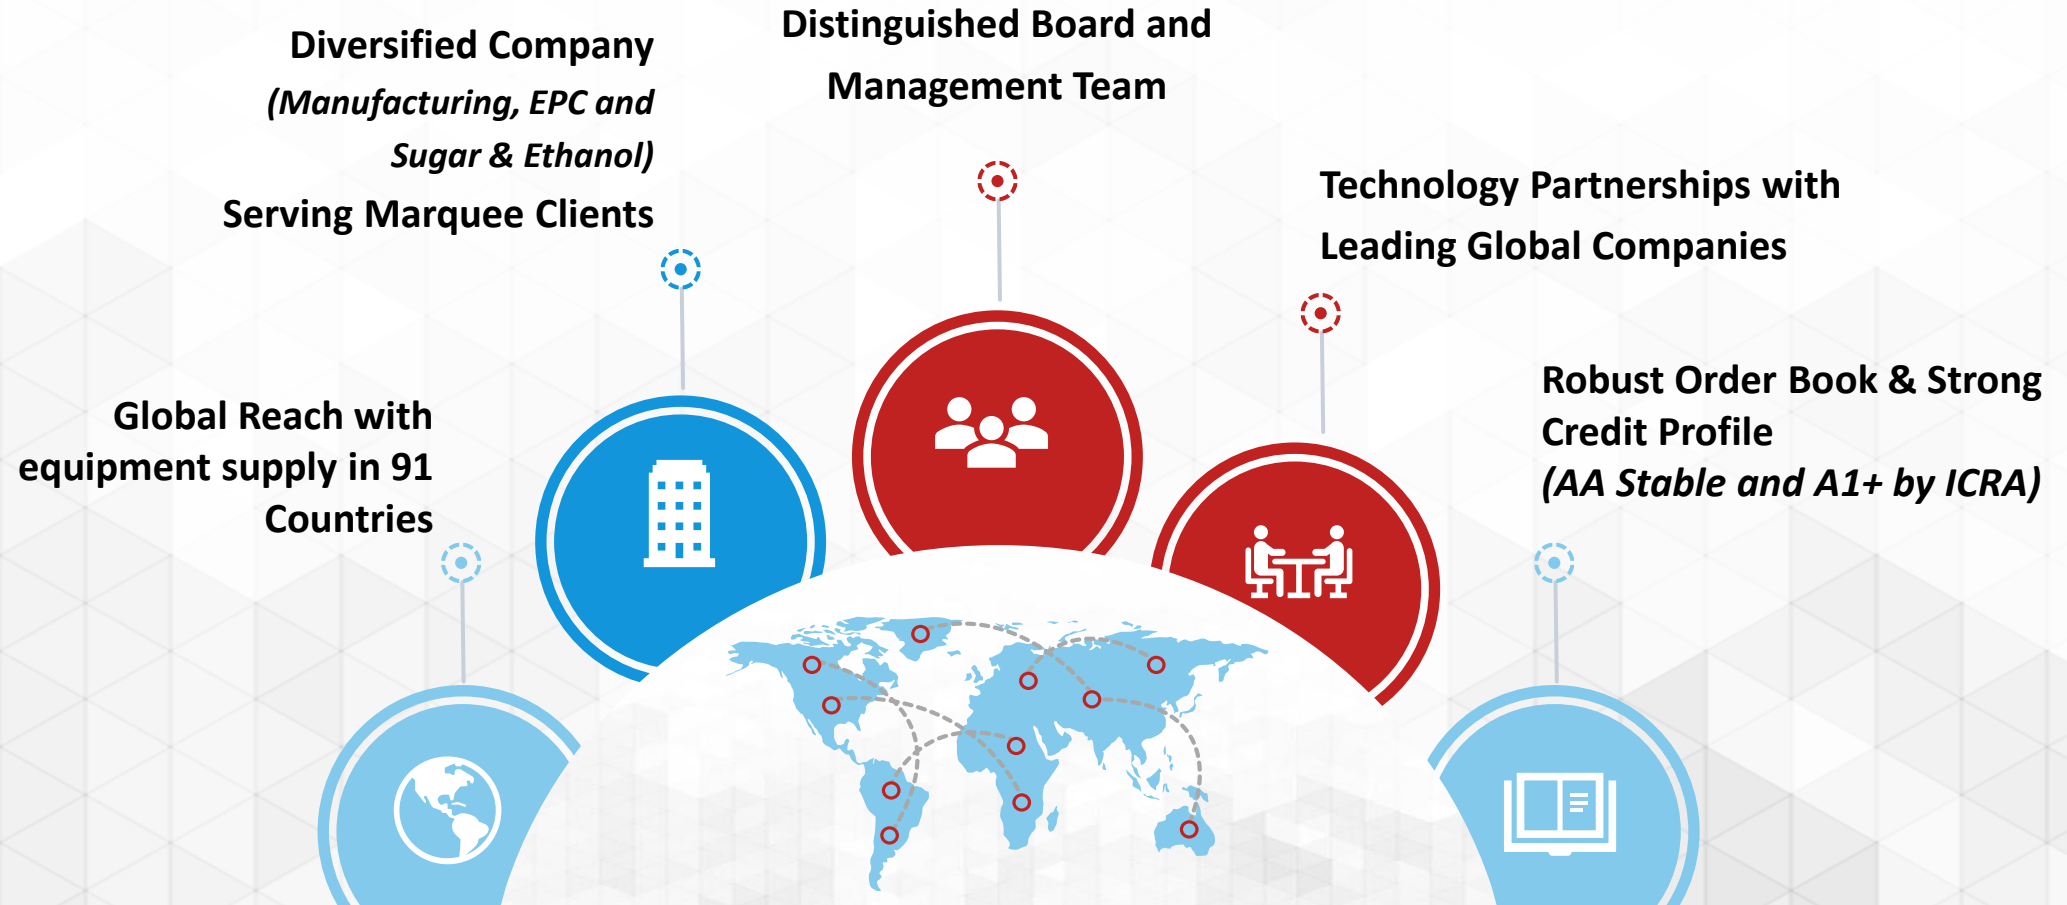 Global Reach with
equipment supply in 91
Countries
Diversified Company
(Manufacturing, EPC and
Sugar & Ethanol)
Serving Marquee Clients
Distinguished Board and
Management Team
Technology Partnerships with
Leading Global Companies
Robust Order Book & Strong
Credit Profile
(AA Stable and A1+ by ICRA)